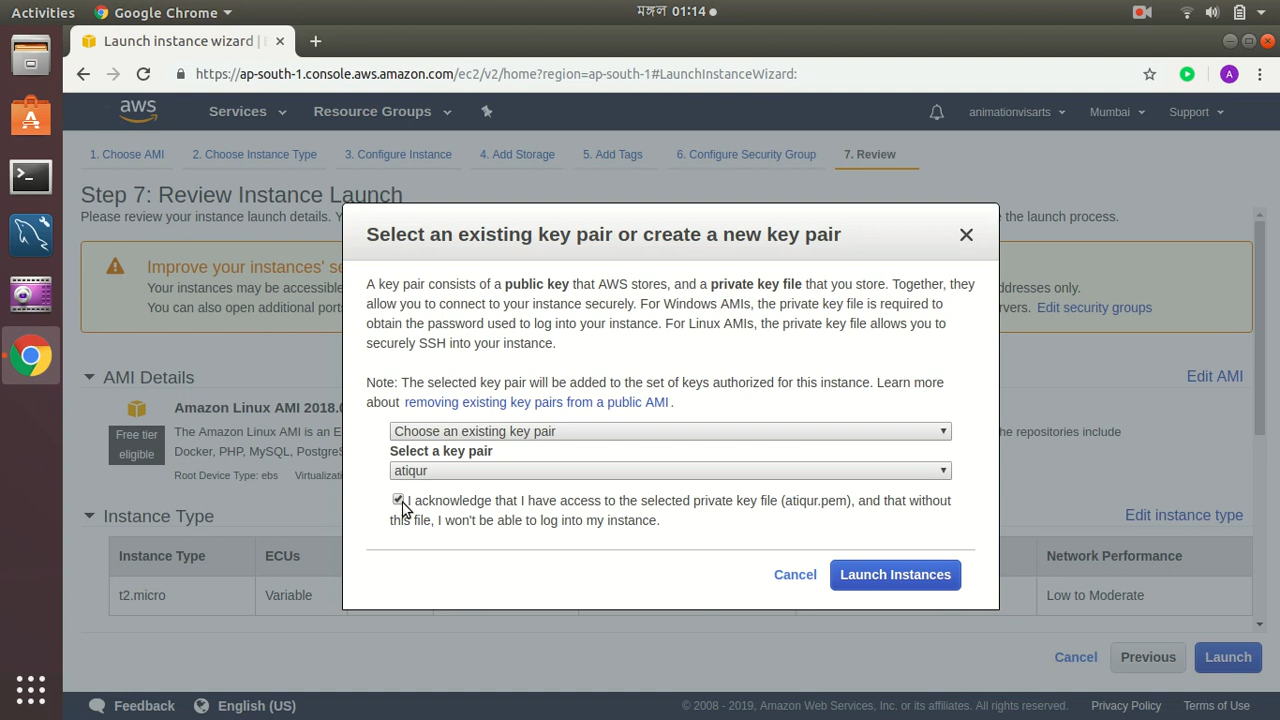 Activities Google Chrome মঙ্গল 01:14
Launch instance wizard |
https://ap-south-1.console.aws.amazon.com/ec2/v2/home?region=ap-south-1#LaunchInstanceWizard:
A
aws Services Resource Groups animationvisarts Mumbai Support
1. Choose AMI 2. Choose Instance Type 3. Configure Instance 4. Add Storage 5. Add Tags 6. Configure Security Group 7. Review
Step 7: Review Instance Launch
Please review your instance launch details. the launch process.
Improve your instances'
Your instances may be accessible addresses only.
You can also open additional Edit security groups
Select an existing key pair or create a new key pair
A key pair consists of a public key that AWS stores, and a private key file that you store. Together, they
allow you to connect to your instance securely. For Windows AMIs, the private key file is required to
obtain the password used to log into your instance. For Linux AMIs, the private key file allows you to
securely SSH into your instance.
Note: The selected key pair will be added to the set of keys authorized for this instance. Learn more
about removing existing key pairs from a public AMI.
Choose an existing key pair
Select a key pair
atiqur
I acknowledge that I have access to the selected private key file (atiqur.pem), and that without
this file, I won't be able to log into my instance.
Cancel Launch Instances
AMI Details Edit AMI
Amazon Linux AMI 2018.
Free tier
eligible
The Amazon Linux AMI is an the repositories include
Docker, PHP, MySQL,
Root Device Type: ebs
Instance Type Edit instance type
Instance Type ECUs Network Performance
t2.micro Variable Low to Moderate
Cancel Previous Launch
Feedback English (US) © 2008 - 2019, Amazon Web Services, Inc. or its affiliates. All rights reserved. Privacy Policy Terms of Use